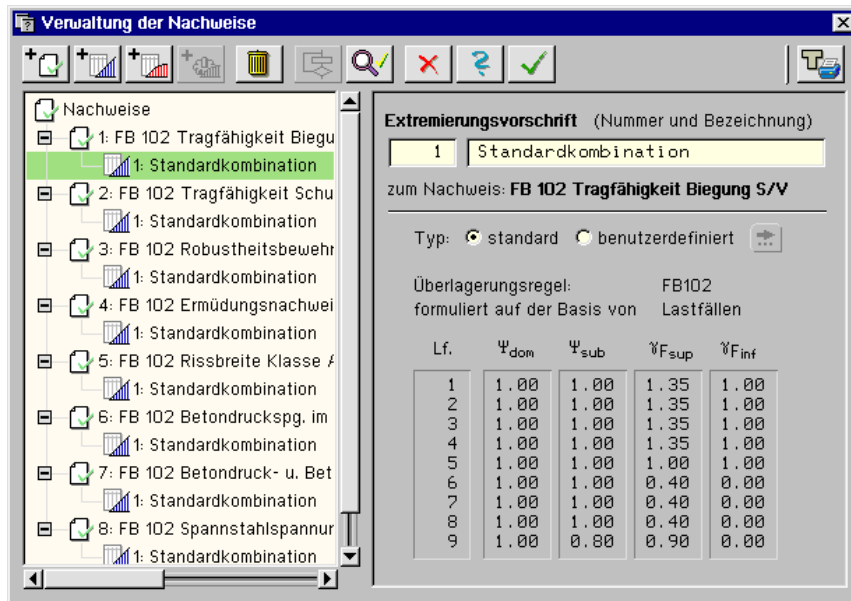 Verwaltung der Nachweise
Nachweise
1: FB 102 Tragfähigkeit Biegu
1: Standardkombination
2: FB 102 Tragfähigkeit Schu
1: Standardkombination
3: FB 102 Robustheitsbewehr
1: Standardkombination
4: FB 102 Ermüdungsnachwei
1: Standardkombination
5: FB 102 Rissbreite Klasse A
1: Standardkombination
6: FB 102 Betondruckspg. im
1: Standardkombination
7: FB 102 Betondruck- u. Bet
1: Standardkombination
8: FB 102 Spannstahlspannur
1: Standardkombination
Extremierungsvorschrift (Nummer und Bezeichnung)
1 Standardkombination
zum Nachweis: FB 102 Tragfähigkeit Biegung S/V
Typ: standard benutzerdefiniert
Überlagerungsregel: FB102
formuliert auf der Basis von Lastfällen
Lf. Ψdom Ψsub γFsup γFinf
1 1.00 1.00 1.35 1.00
2 1.00 1.00 1.35 1.00
3 1.00 1.00 1.35 1.00
4 1.00 1.00 1.35 1.00
5 1.00 1.00 1.00 1.00
6 1.00 1.00 0.40 0.00
7 1.00 1.00 0.40 0.00
8 1.00 1.00 0.40 0.00
9 1.00 0.80 0.90 0.00